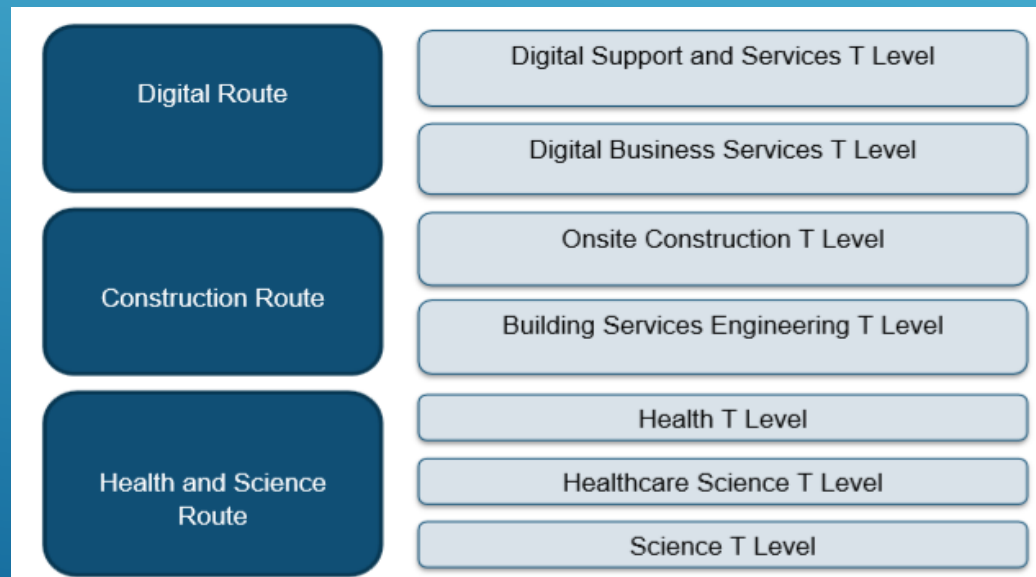 Digital Route
Digital Support and Services T Level
Digital Business Services T Level
Construction Route
Onsite Construction T Level
Building Services Engineering T Level
Health and Science
Route
Health T Level
Healthcare Science T Level
Science T Level